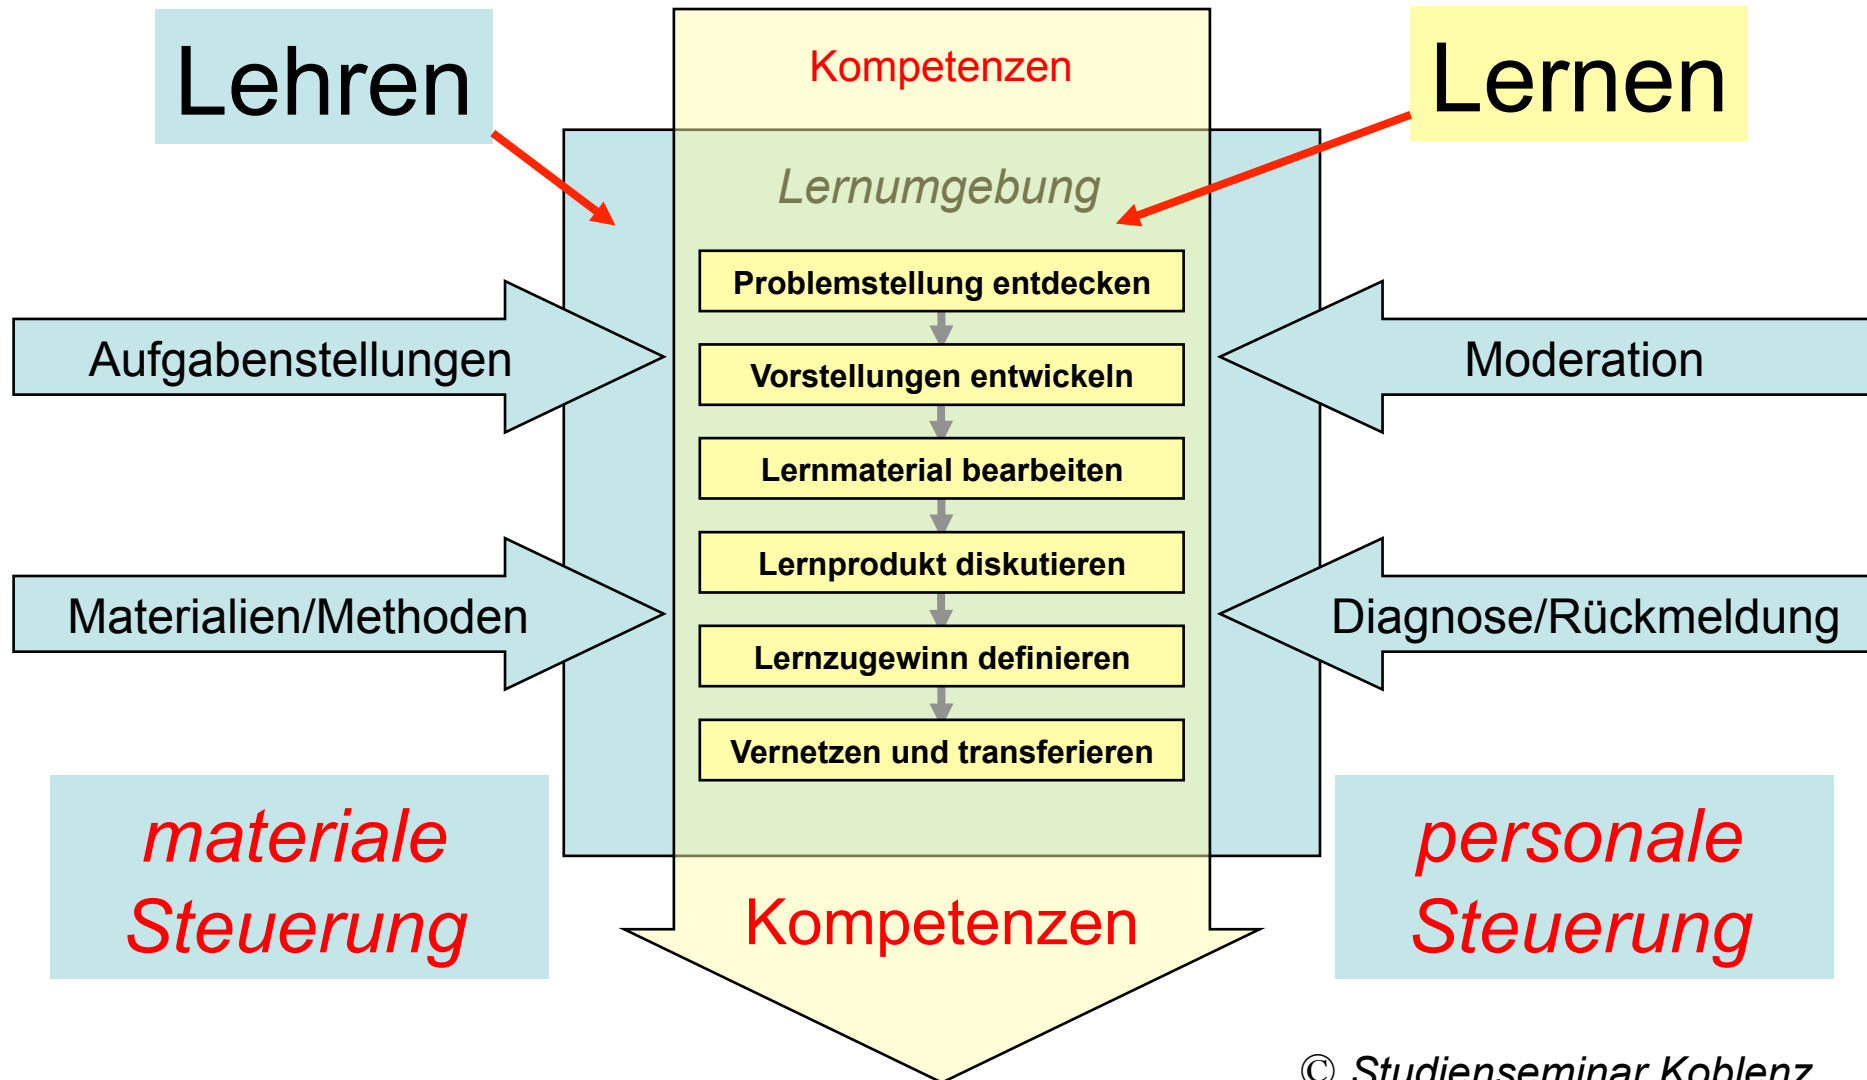 Lehren
Kompetenzen
Lernen
Lernumgebung
Problemstellung entdecken
Aufgabenstellungen
Vorstellungen entwickeln
Moderation
Lernmaterial bearbeiten
Lernprodukt diskutieren
Materialien/Methoden
Diagnose/Rückmeldung
Lernzugewinn definieren
Vernetzen und transferieren
materiale
Steuerung
Kompetenzen
personale
Steuerung
© Studienseminar Koblenz